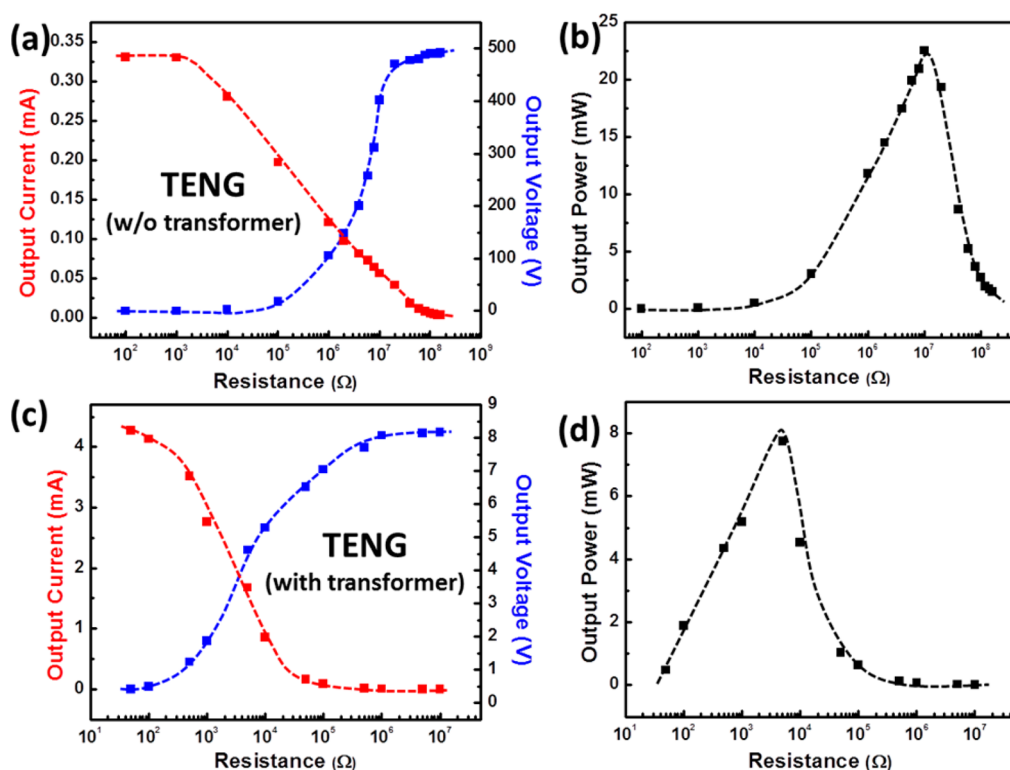 (a)
0.35
0.30
0.25
0.20
0.15
0.10
0.05
0.00
Output Current (mA)
TENG
(w/o transformer)
500
400
300
200
100
0
Output Voltage (V)
10² 10³ 10⁴ 10⁵ 10⁶ 10⁷ 10⁸ 10⁹
Resistance (Ω)
(b)
25
20
15
10
5
0
Output Power (mW)
10² 10³ 10⁴ 10⁵ 10⁶ 10⁷ 10⁸
Resistance (Ω)
(c)
4
3
2
1
0
Output Current (mA)
TENG
(with transformer)
9
8
7
6
5
4
3
2
1
0
Output Voltage (V)
10¹ 10² 10³ 10⁴ 10⁵ 10⁶ 10⁷
Resistance (Ω)
(d)
8
6
4
2
0
Output Power (mW)
10¹ 10² 10³ 10⁴ 10⁵ 10⁶ 10⁷
Resistance (Ω)